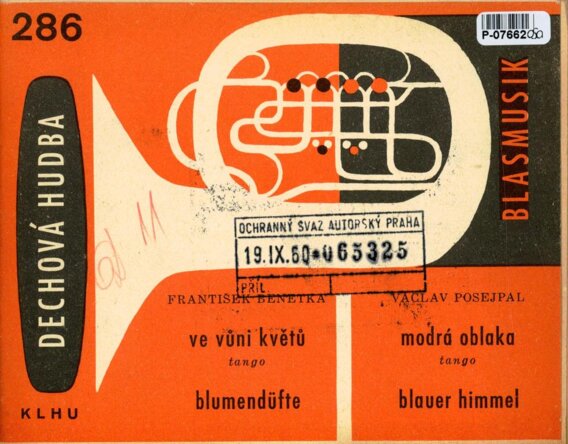 286
P-0766200
DECHOVÁ HUDBA
BLASMUSIK
OCHRANNÝ SVAZ AUTORSKÝ PRAHA
19.IX.60*065325
PŘÍL.
FRANTIŠEK BENETKA
ve vůni květů
tango
blumendüfte
VÁCLAV POSEJPAL
modrá oblaka
tango
blauer himmel
KLHU